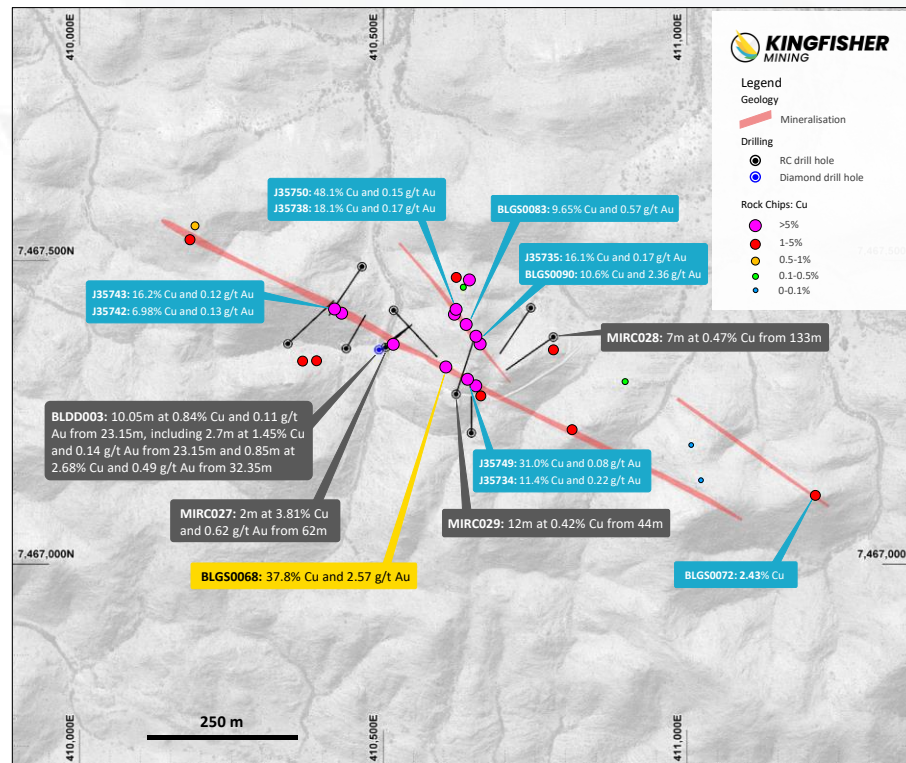 410,000E
410,500E
411,000E
KINGFISHER
MINING
Legend
Geology
Mineralisation
Drilling
RC drill hole
Diamond drill hole
Rock Chips: Cu
>5%
1-5%
0.5-1%
0.1-0.5%
0-0.1%
J35750: 48.1% Cu and 0.15 g/t Au
J35738: 18.1% Cu and 0.17 g/t Au
BLGS0083: 9.65% Cu and 0.57 g/t Au
7,467,500N
7,467,500N
J35735: 16.1% Cu and 0.17 g/t Au
BLGS0090: 10.6% Cu and 2.36 g/t Au
J35743: 16.2% Cu and 0.12 g/t Au
J35742: 6.98% Cu and 0.13 g/t Au
MIRC028: 7m at 0.47% Cu from 133m
BLDD003: 10.05m at 0.84% Cu and 0.11 g/t
Au from 23.15m, including 2.7m at 1.45% Cu
and 0.14 g/t Au from 23.15m and 0.85m at
2.68% Cu and 0.49 g/t Au from 32.35m
J35749: 31.0% Cu and 0.08 g/t Au
J35734: 11.4% Cu and 0.22 g/t Au
MIRC027: 2m at 3.81% Cu
and 0.62 g/t Au from 62m
MIRC029: 12m at 0.42% Cu from 44m
7,467,000N
7,467,000N
BLGS0068: 37.8% Cu and 2.57 g/t Au
BLGS0072: 2.43% Cu
250 m
410,000E
410,500E
411,000E